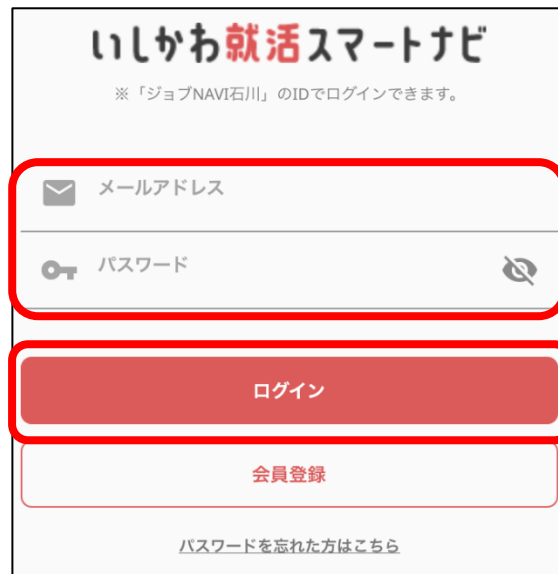 いしかわ就活スマートナビ
※「ジョブNAVI石川」のIDでログインできます。
メールアドレス
パスワード
ログイン
会員登録
パスワードを忘れた方はこちら